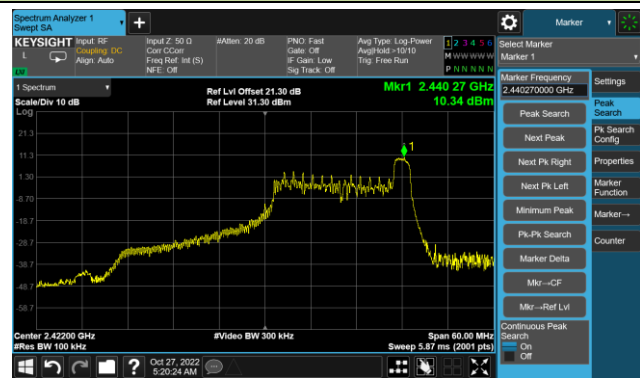 Spectrum Analyzer 1
Swept SA
+
Marker
KEYSIGHT
L
LW
Input: RF
Coupling: DC
Align: Auto
Input Z: 50 Ω
Corr CCorr
Freq Ref: Int (S)
NFE: Off
#Atten: 20 dB
PNO: Fast
Gate: Off
IF Gain: Low
Sig Track: Off
Avg Type: Log-Power
Avg|Hold:>10/10
Trig: Free Run
1 2 3 4 5 6
M W W W W W
P N N N N N
Select Marker
Marker 1
1 Spectrum
Scale/Div 10 dB
Log
Ref Lvl Offset 21.30 dB
Ref Level 31.30 dBm
Mkr1 2.440 27 GHz
10.34 dBm
21.3
11.3
1.30
-8.70
-18.7
-28.7
-38.7
-48.7
-58.7
1
Center 2.42200 GHz
#Res BW 100 kHz
#Video BW 300 kHz
Span 60.00 MHz
Sweep 5.87 ms (2001 pts)
Marker Frequency
2.440270000 GHz
Peak Search
Next Peak
Next Pk Right
Next Pk Left
Minimum Peak
Pk-Pk Search
Marker Delta
Mkr→CF
Mkr→Ref Lvl
Continuous Peak
Search
On
Off
Settings
Peak
Search
Pk Search
Config
Properties
Marker
Function
Marker→
Counter
?
Oct 27, 2022
5:20:24 AM